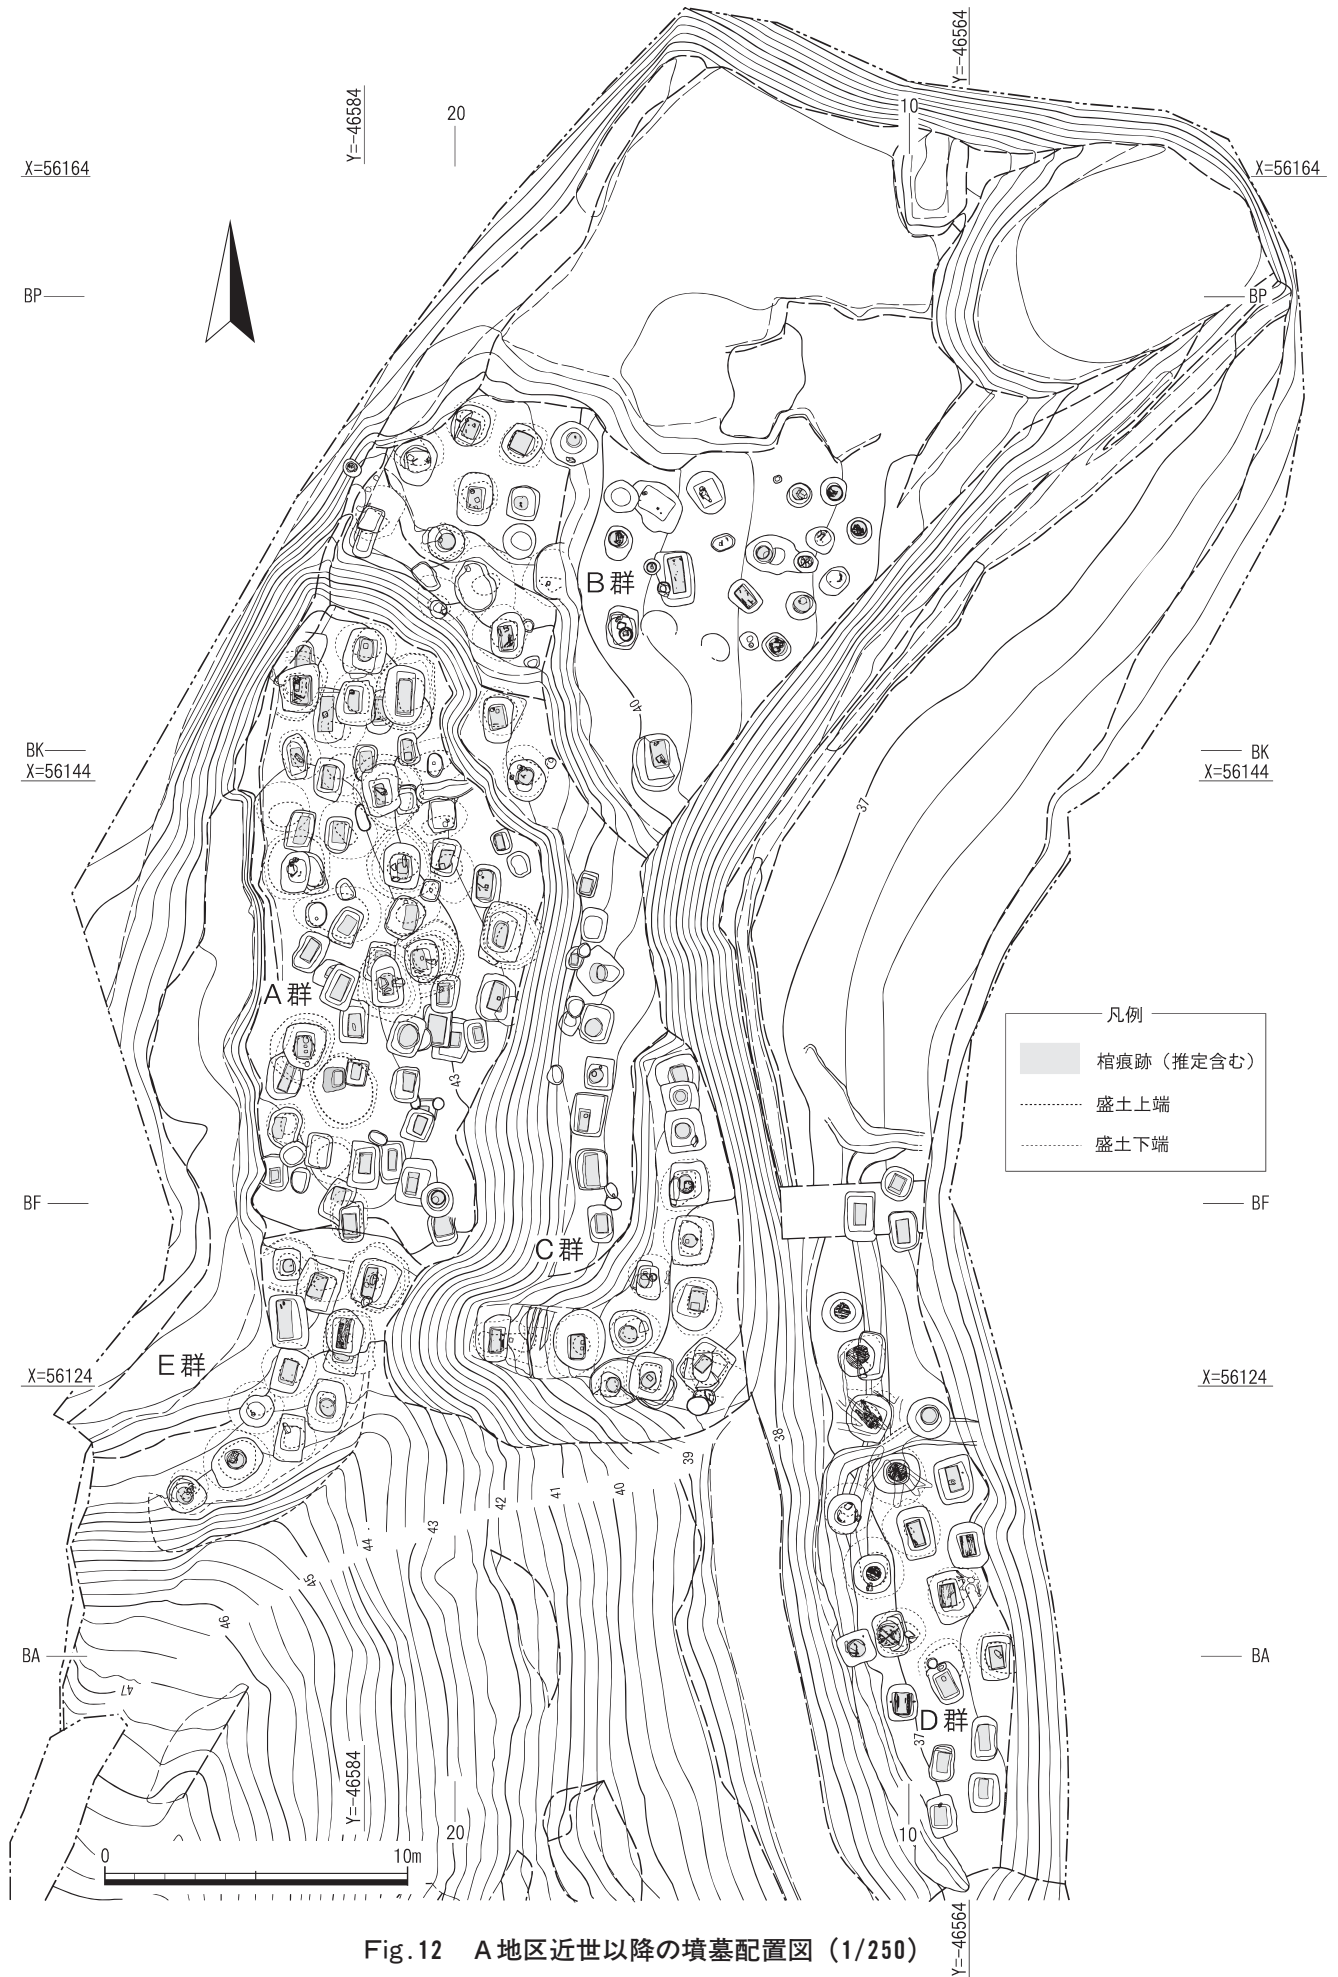 Y=-46564
Y=-46584
20
10
X=56164
X=56164
BP
BP
B群
40
BK
X=56144
BK
X=56144
37
A群
凡例
棺痕跡（推定含む）
盛土上端
盛土下端
43
BF
BF
C群
E群
X=56124
X=56124
38
39
40
41
42
43
44
45
46
47
BA
BA
D群
37
Y=-46584
20
10
0
10m
Y=-46564
Fig.12　A地区近世以降の墳墓配置図（1/250）